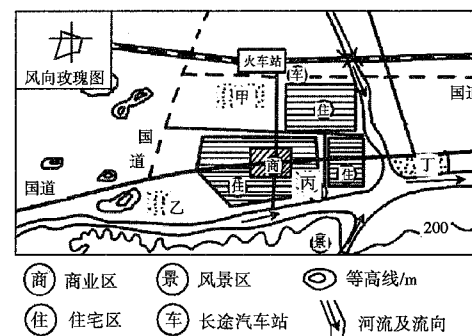 风向玫瑰图
火车站
车
甲
住
国道
国道
国道
商
住
住
丙
丁
乙
景
200
商 商业区
景 风景区
等高线/m
住 住宅区
车 长途汽车站
河流及流向